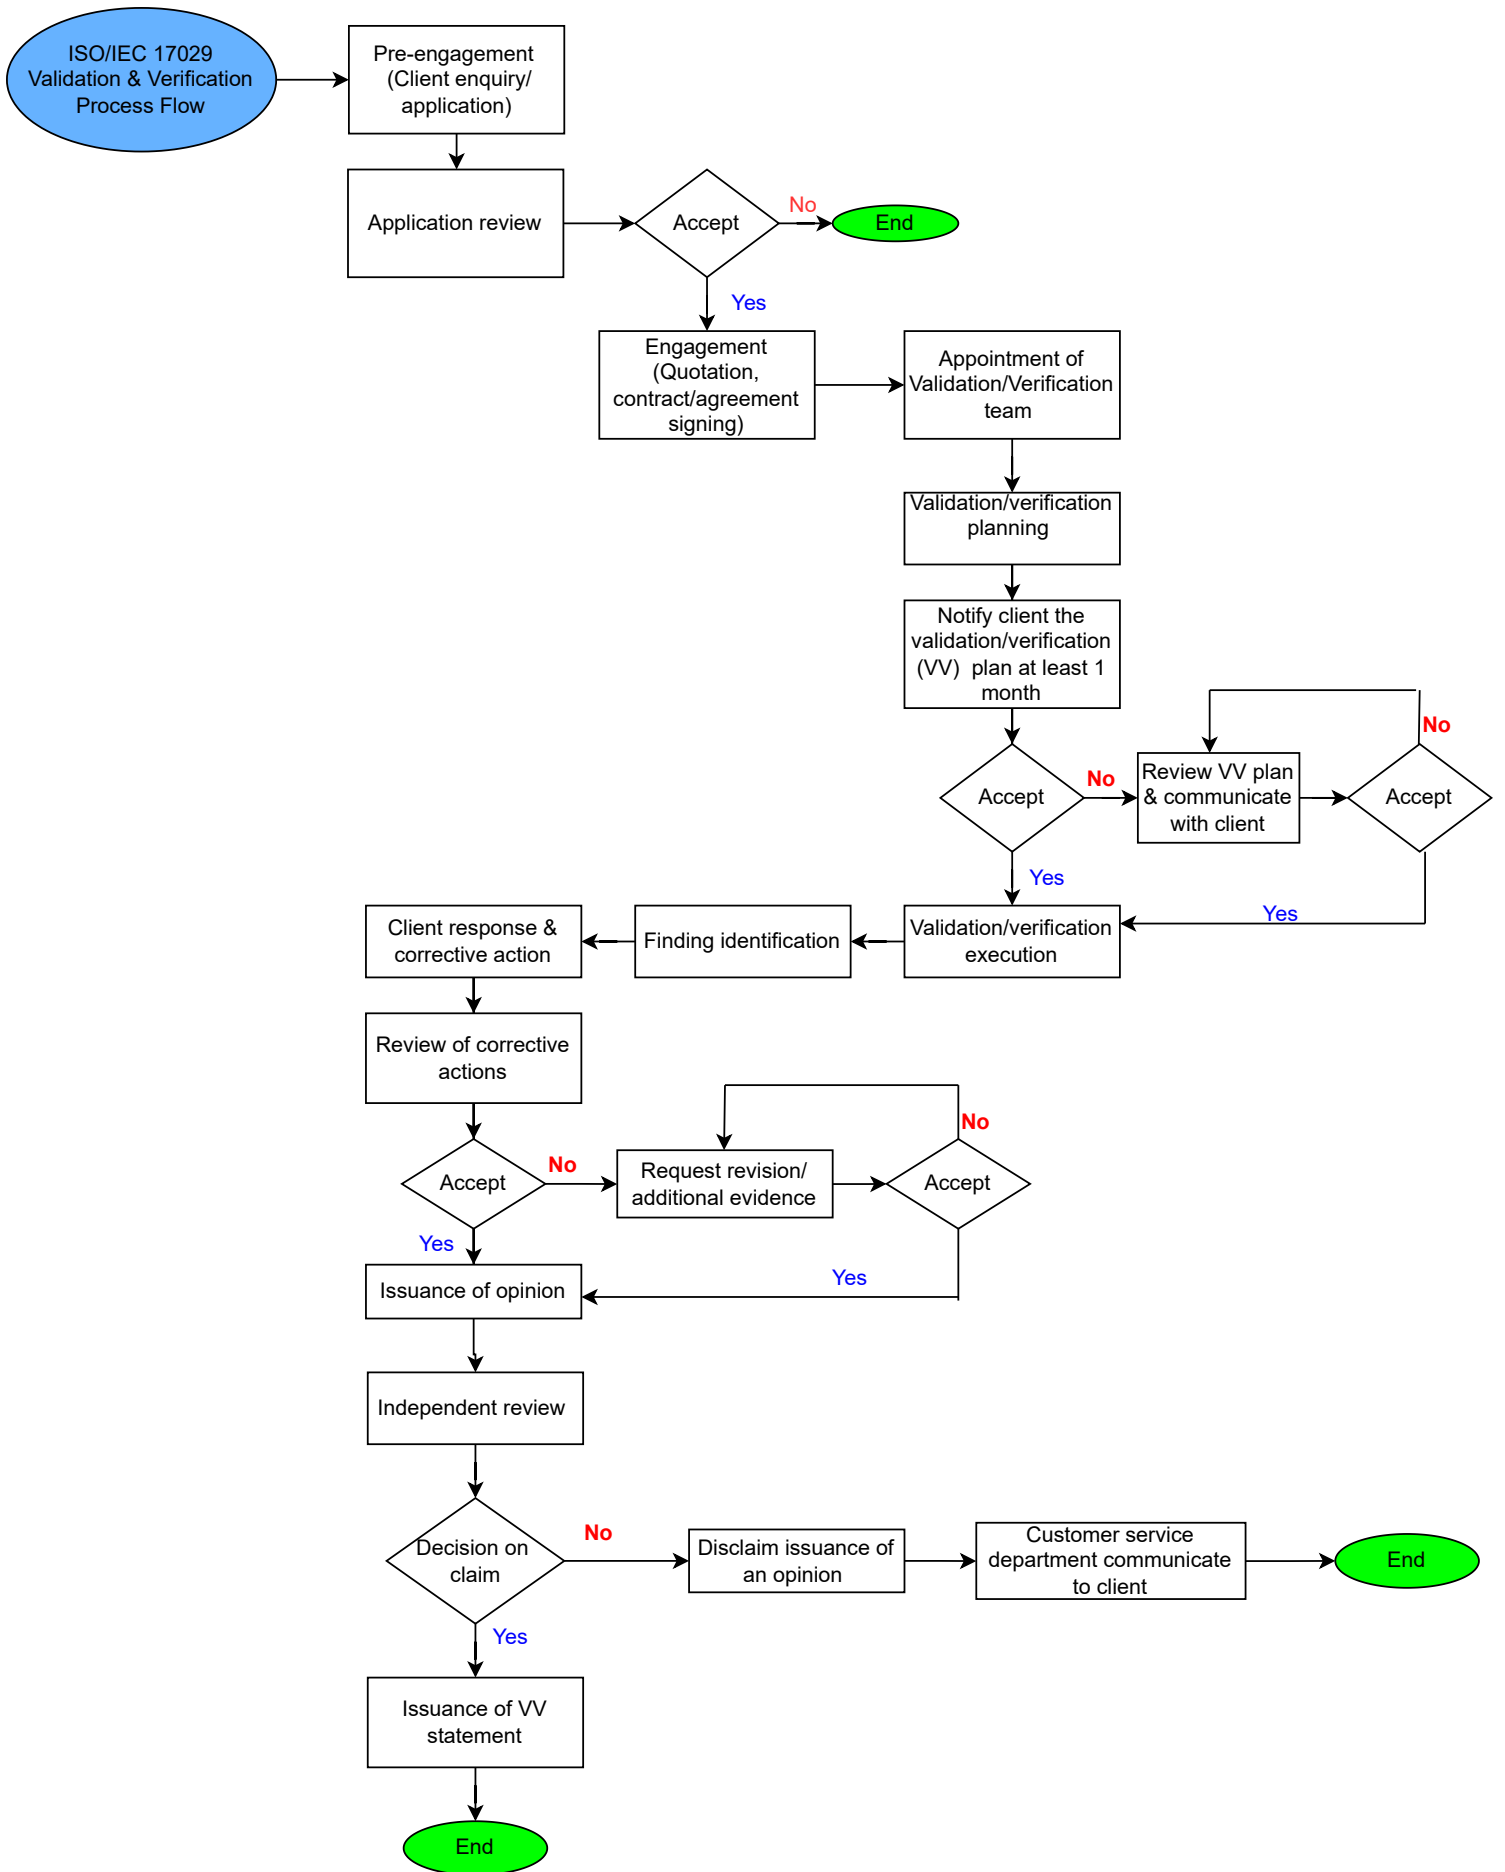 ISO/IEC 17029
Validation & Verification
Process Flow
Pre-engagement
(Client enquiry/
application)
Application review
Accept
No
End
Yes
Engagement
(Quotation,
contract/agreement
signing)
Appointment of
Validation/Verification
team
Validation/verification
planning
Notify client the
validation/verification
(VV) plan at least 1
month
Accept
No
Review VV plan
& communicate
with client
Accept
No
Yes
Yes
Validation/verification
execution
Finding identification
Client response &
corrective action
Review of corrective
actions
Accept
No
Request revision/
additional evidence
Accept
No
Yes
Yes
Issuance of opinion
Independent review
Decision on
claim
No
Disclaim issuance of
an opinion
Customer service
department communicate
to client
End
Yes
Issuance of VV
statement
End